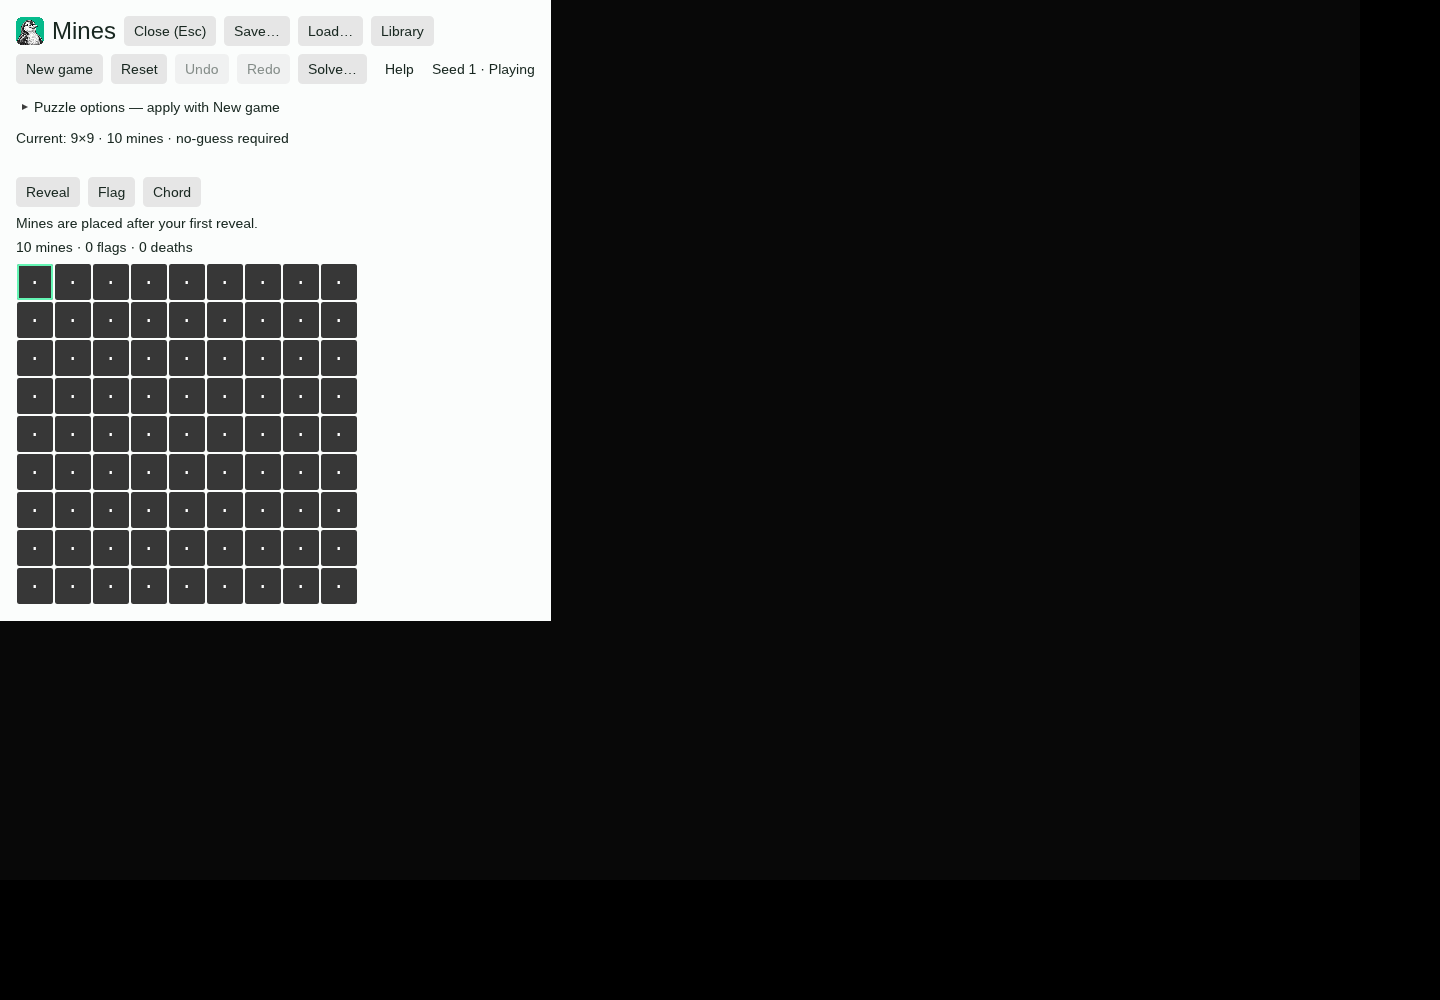 Mines Close (Esc) Save… Load… Library
New game Reset Undo Redo Solve… Help Seed 1 · Playing
▸ Puzzle options — apply with New game
Current: 9×9 · 10 mines · no-guess required
Reveal Flag Chord
Mines are placed after your first reveal.
10 mines · 0 flags · 0 deaths
· · · · · · · · ·
· · · · · · · · ·
· · · · · · · · ·
· · · · · · · · ·
· · · · · · · · ·
· · · · · · · · ·
· · · · · · · · ·
· · · · · · · · ·
· · · · · · · · ·